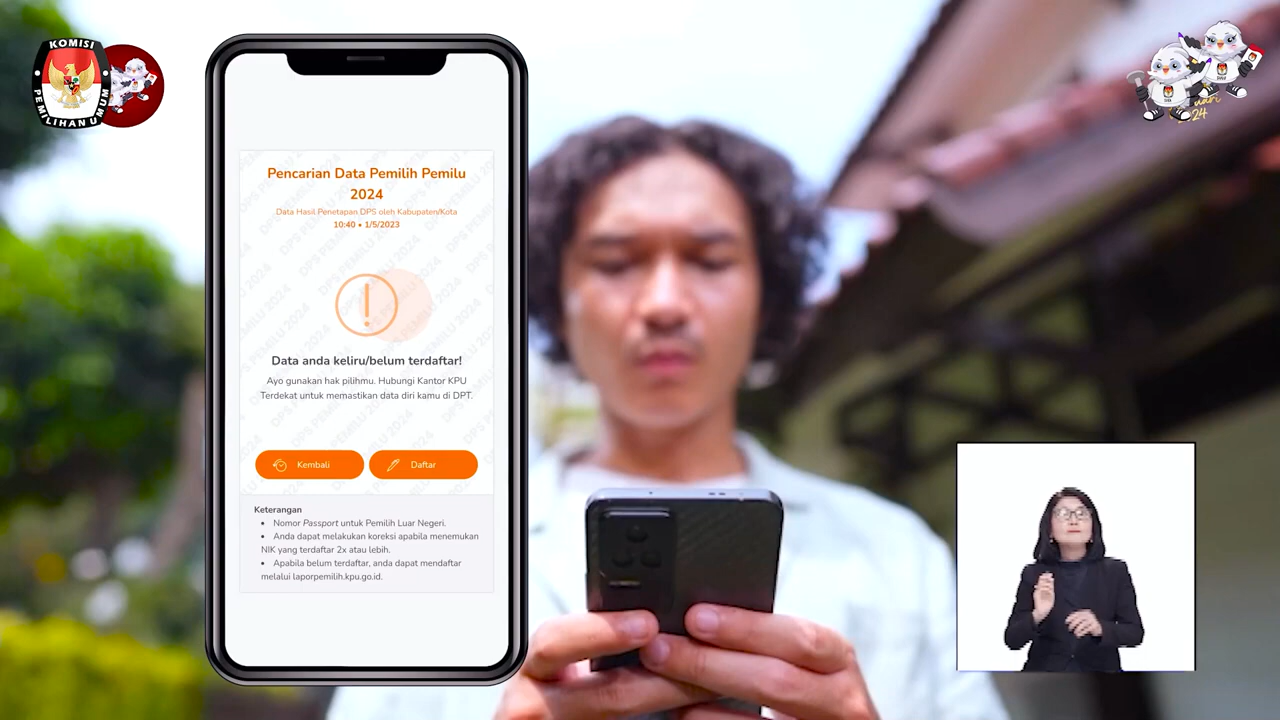 KOMISI
PEMILIHAN UMUM
Pencarian Data Pemilih Pemilu
2024
Data Hasil Penetapan DPS oleh Kabupaten/Kota
10:40 • 1/5/2023
Data anda keliru/belum terdaftar!
Ayo gunakan hak pilihmu. Hubungi Kantor KPU
Terdekat untuk memastikan data diri kamu di DPT.
Kembali
Daftar
Keterangan
• Nomor Passport untuk Pemilih Luar Negeri.
• Anda dapat melakukan koreksi apabila menemukan
NIK yang terdaftar 2x atau lebih.
• Apabila belum terdaftar, anda dapat mendaftar
melalui laporpemilih.kpu.go.id.
DPS PEMILU 2024